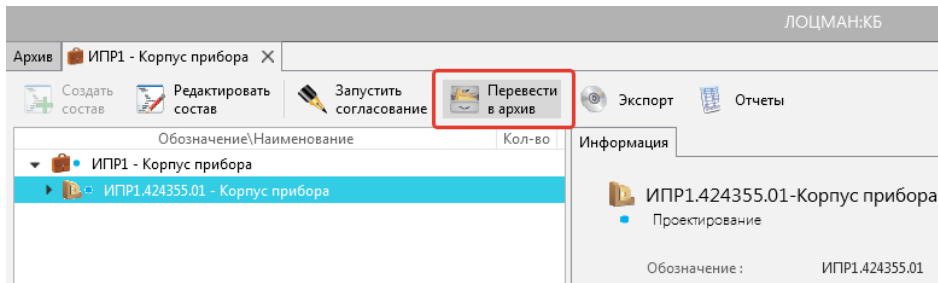 ЛОЦМАН:КБ
Архив
ИПР1 - Корпус прибора
Создать
состав
Редактировать
состав
Запустить
согласование
Перевести
в архив
Экспорт
Отчеты
Обозначение\Наименование
Кол-во
Информация
ИПР1 - Корпус прибора
ИПР1.424355.01 - Корпус прибора
ИПР1.424355.01-Корпус прибора
Проектирование
Обозначение :
ИПР1.424355.01